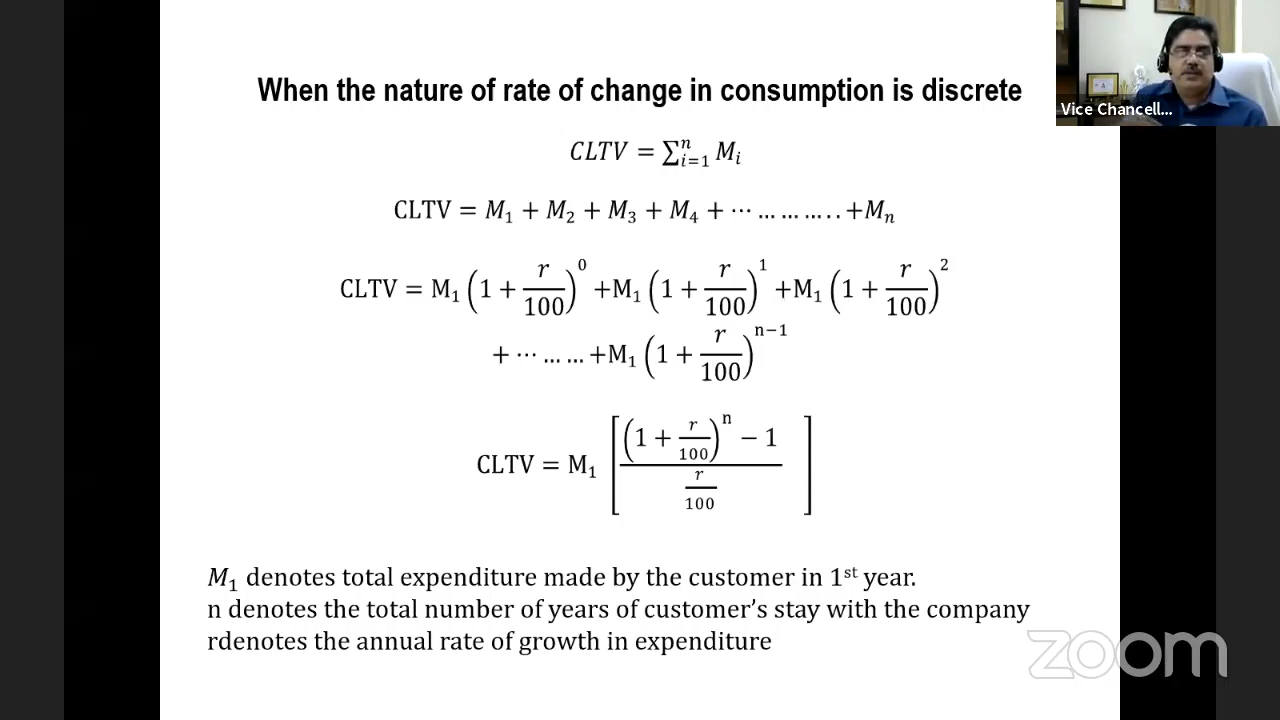 When the nature of rate of change in consumption is discrete
Vice Chancell...
CLTV = ∑ⁿᵢ₌₁ Mᵢ
CLTV = M₁ + M₂ + M₃ + M₄ + ⋯ … … … . . +Mₙ
CLTV = M₁ (1 + r/100)⁰ +M₁ (1 + r/100)¹ +M₁ (1 + r/100)²
+ ⋯ … … +M₁ (1 + r/100)ⁿ⁻¹
CLTV = M₁ [((1 + r/100)ⁿ − 1) / (r/100)]
M₁ denotes total expenditure made by the customer in 1ˢᵗ year.
n denotes the total number of years of customer's stay with the company
rdenotes the annual rate of growth in expenditure
zoom